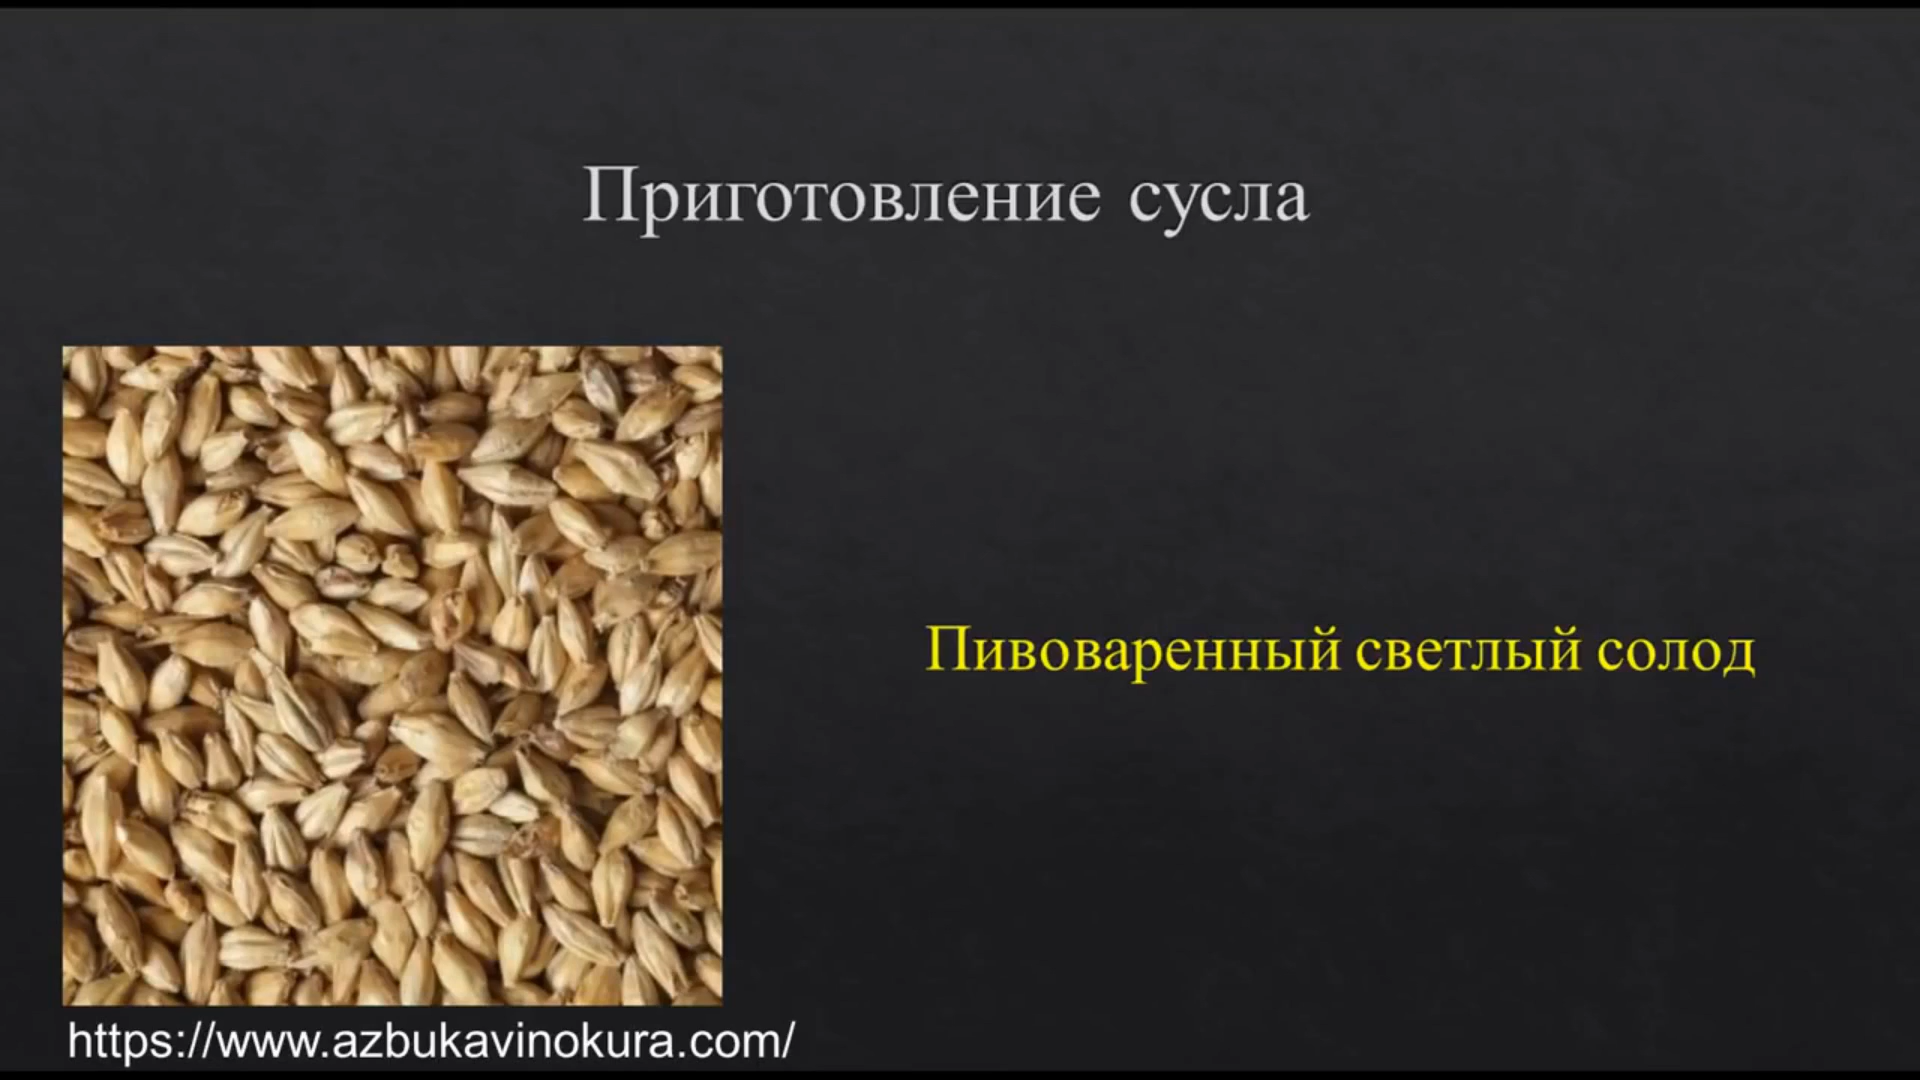 Приготовление сусла
Пивоваренный светлый солод
https://www.azbukavinokura.com/